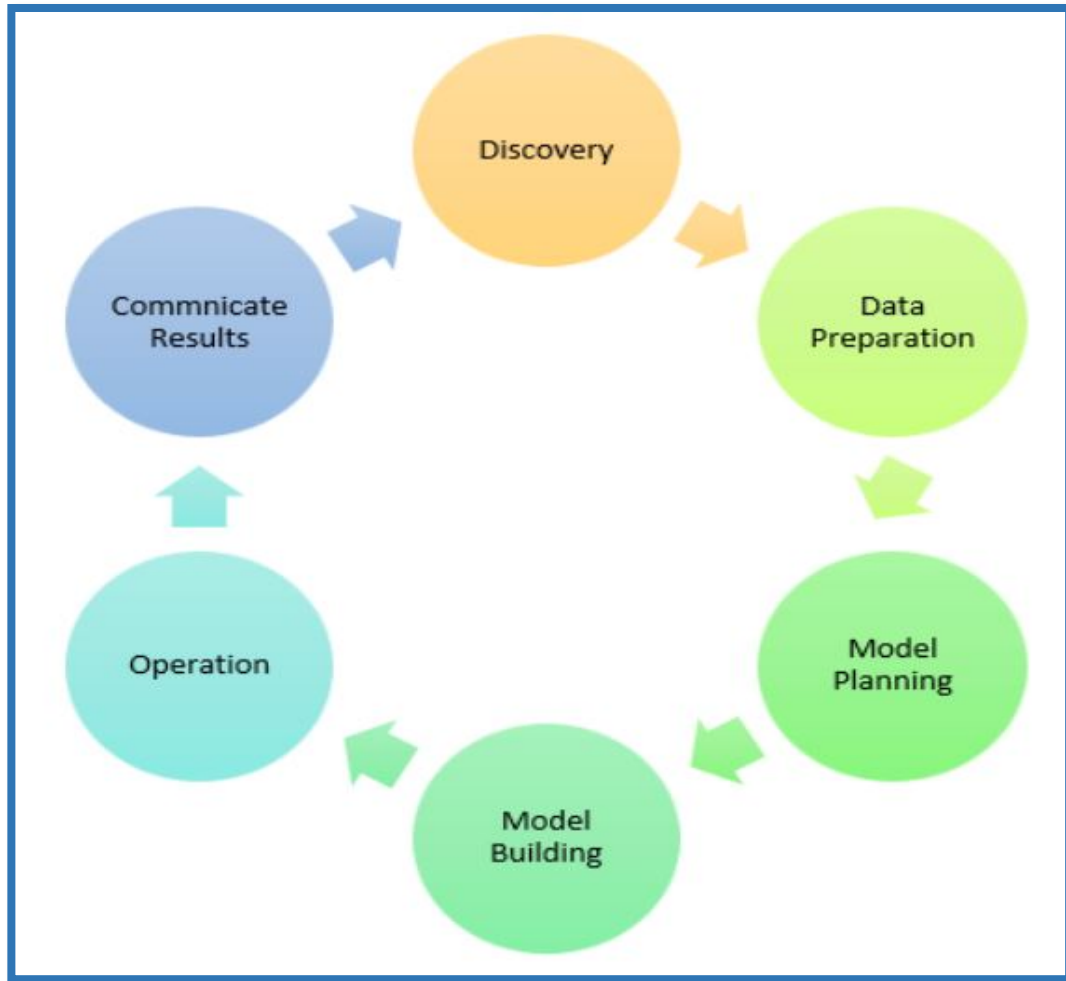 Discovery
Data
Preparation
Model
Planning
Model
Building
Operation
Commnicate
Results